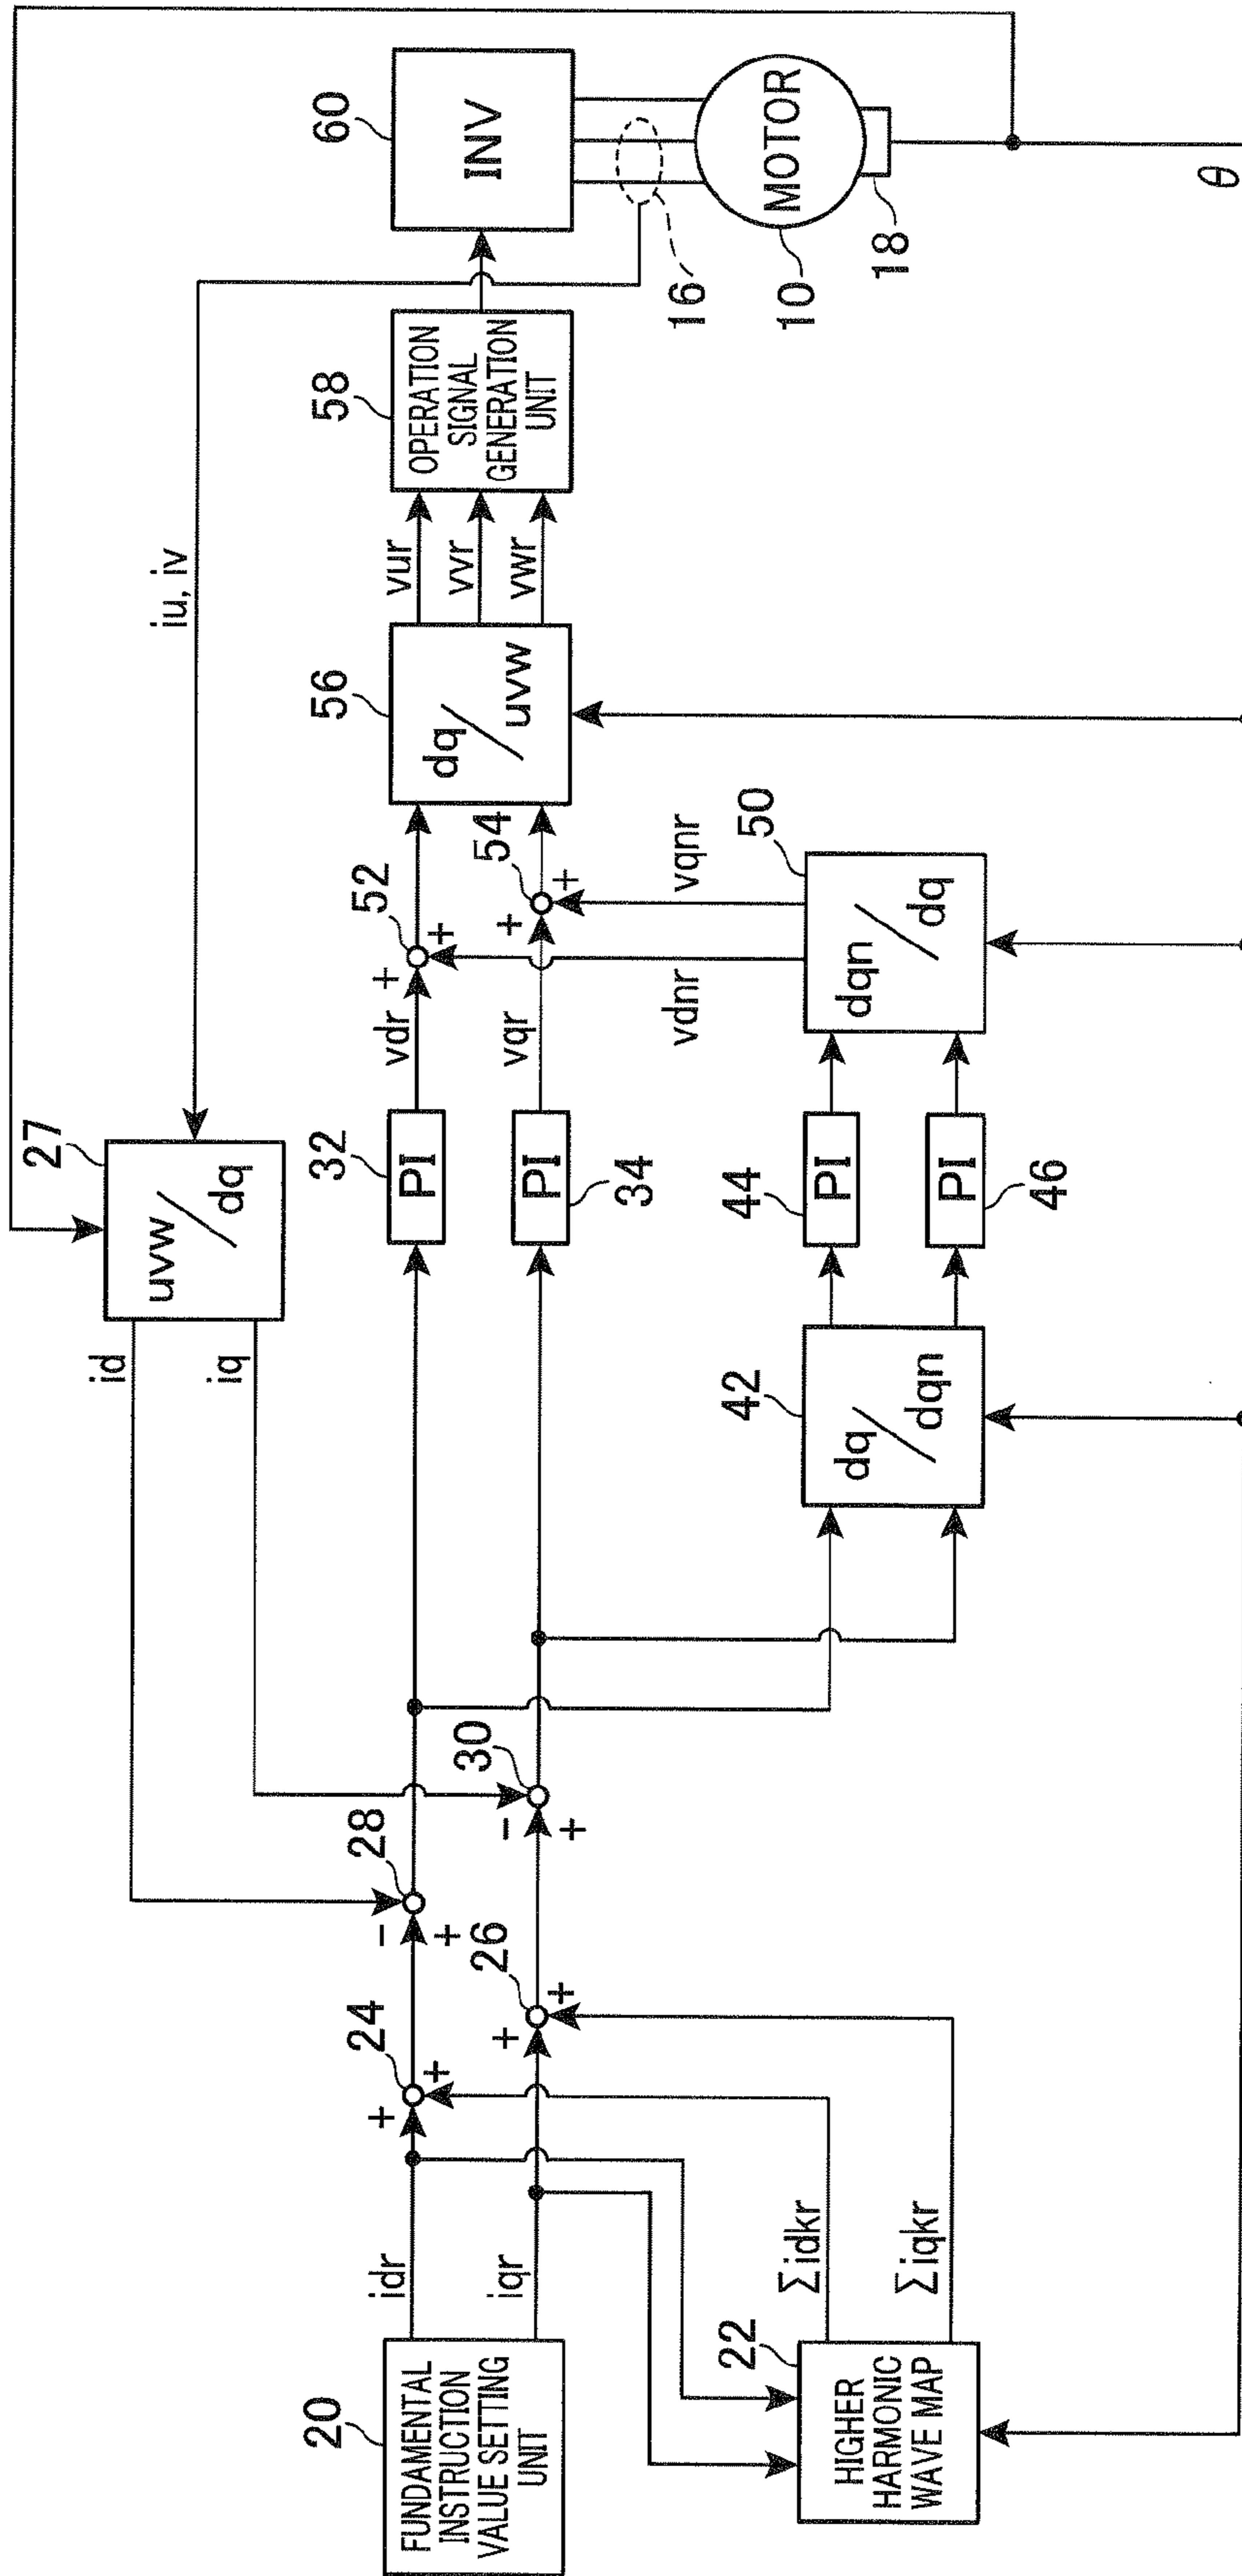 20
FUNDAMENTAL
INSTRUCTION
VALUE SETTING
UNIT
idr
iqr
22
HIGHER
HARMONIC
WAVE MAP
Σidkr
Σiqkr
24
+
+
26
+
+
28
-
+
30
-
+
id
iq
27
uvw/dq
iu, iv
32
PI
34
PI
vdr
vqr
42
dq/dqn
44
PI
46
PI
50
dqn/dq
vdnr
vqnr
52
+
+
54
+
+
56
dq/uvw
vur
vvr
vwr
58
OPERATION
SIGNAL
GENERATION
UNIT
60
INV
16
MOTOR
10
18
θ